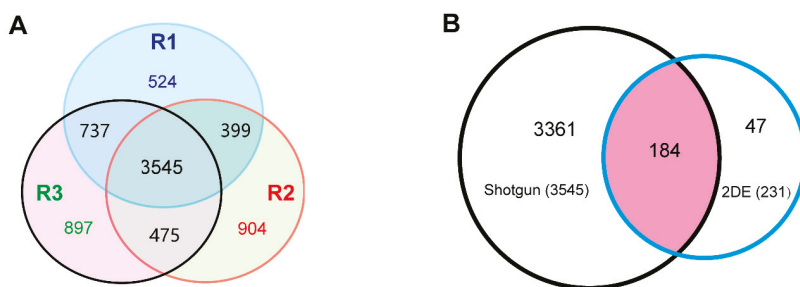 A
R1
524
737
399
3545
R3
R2
897
475
904
B
3361
184
47
Shotgun (3545)
2DE (231)